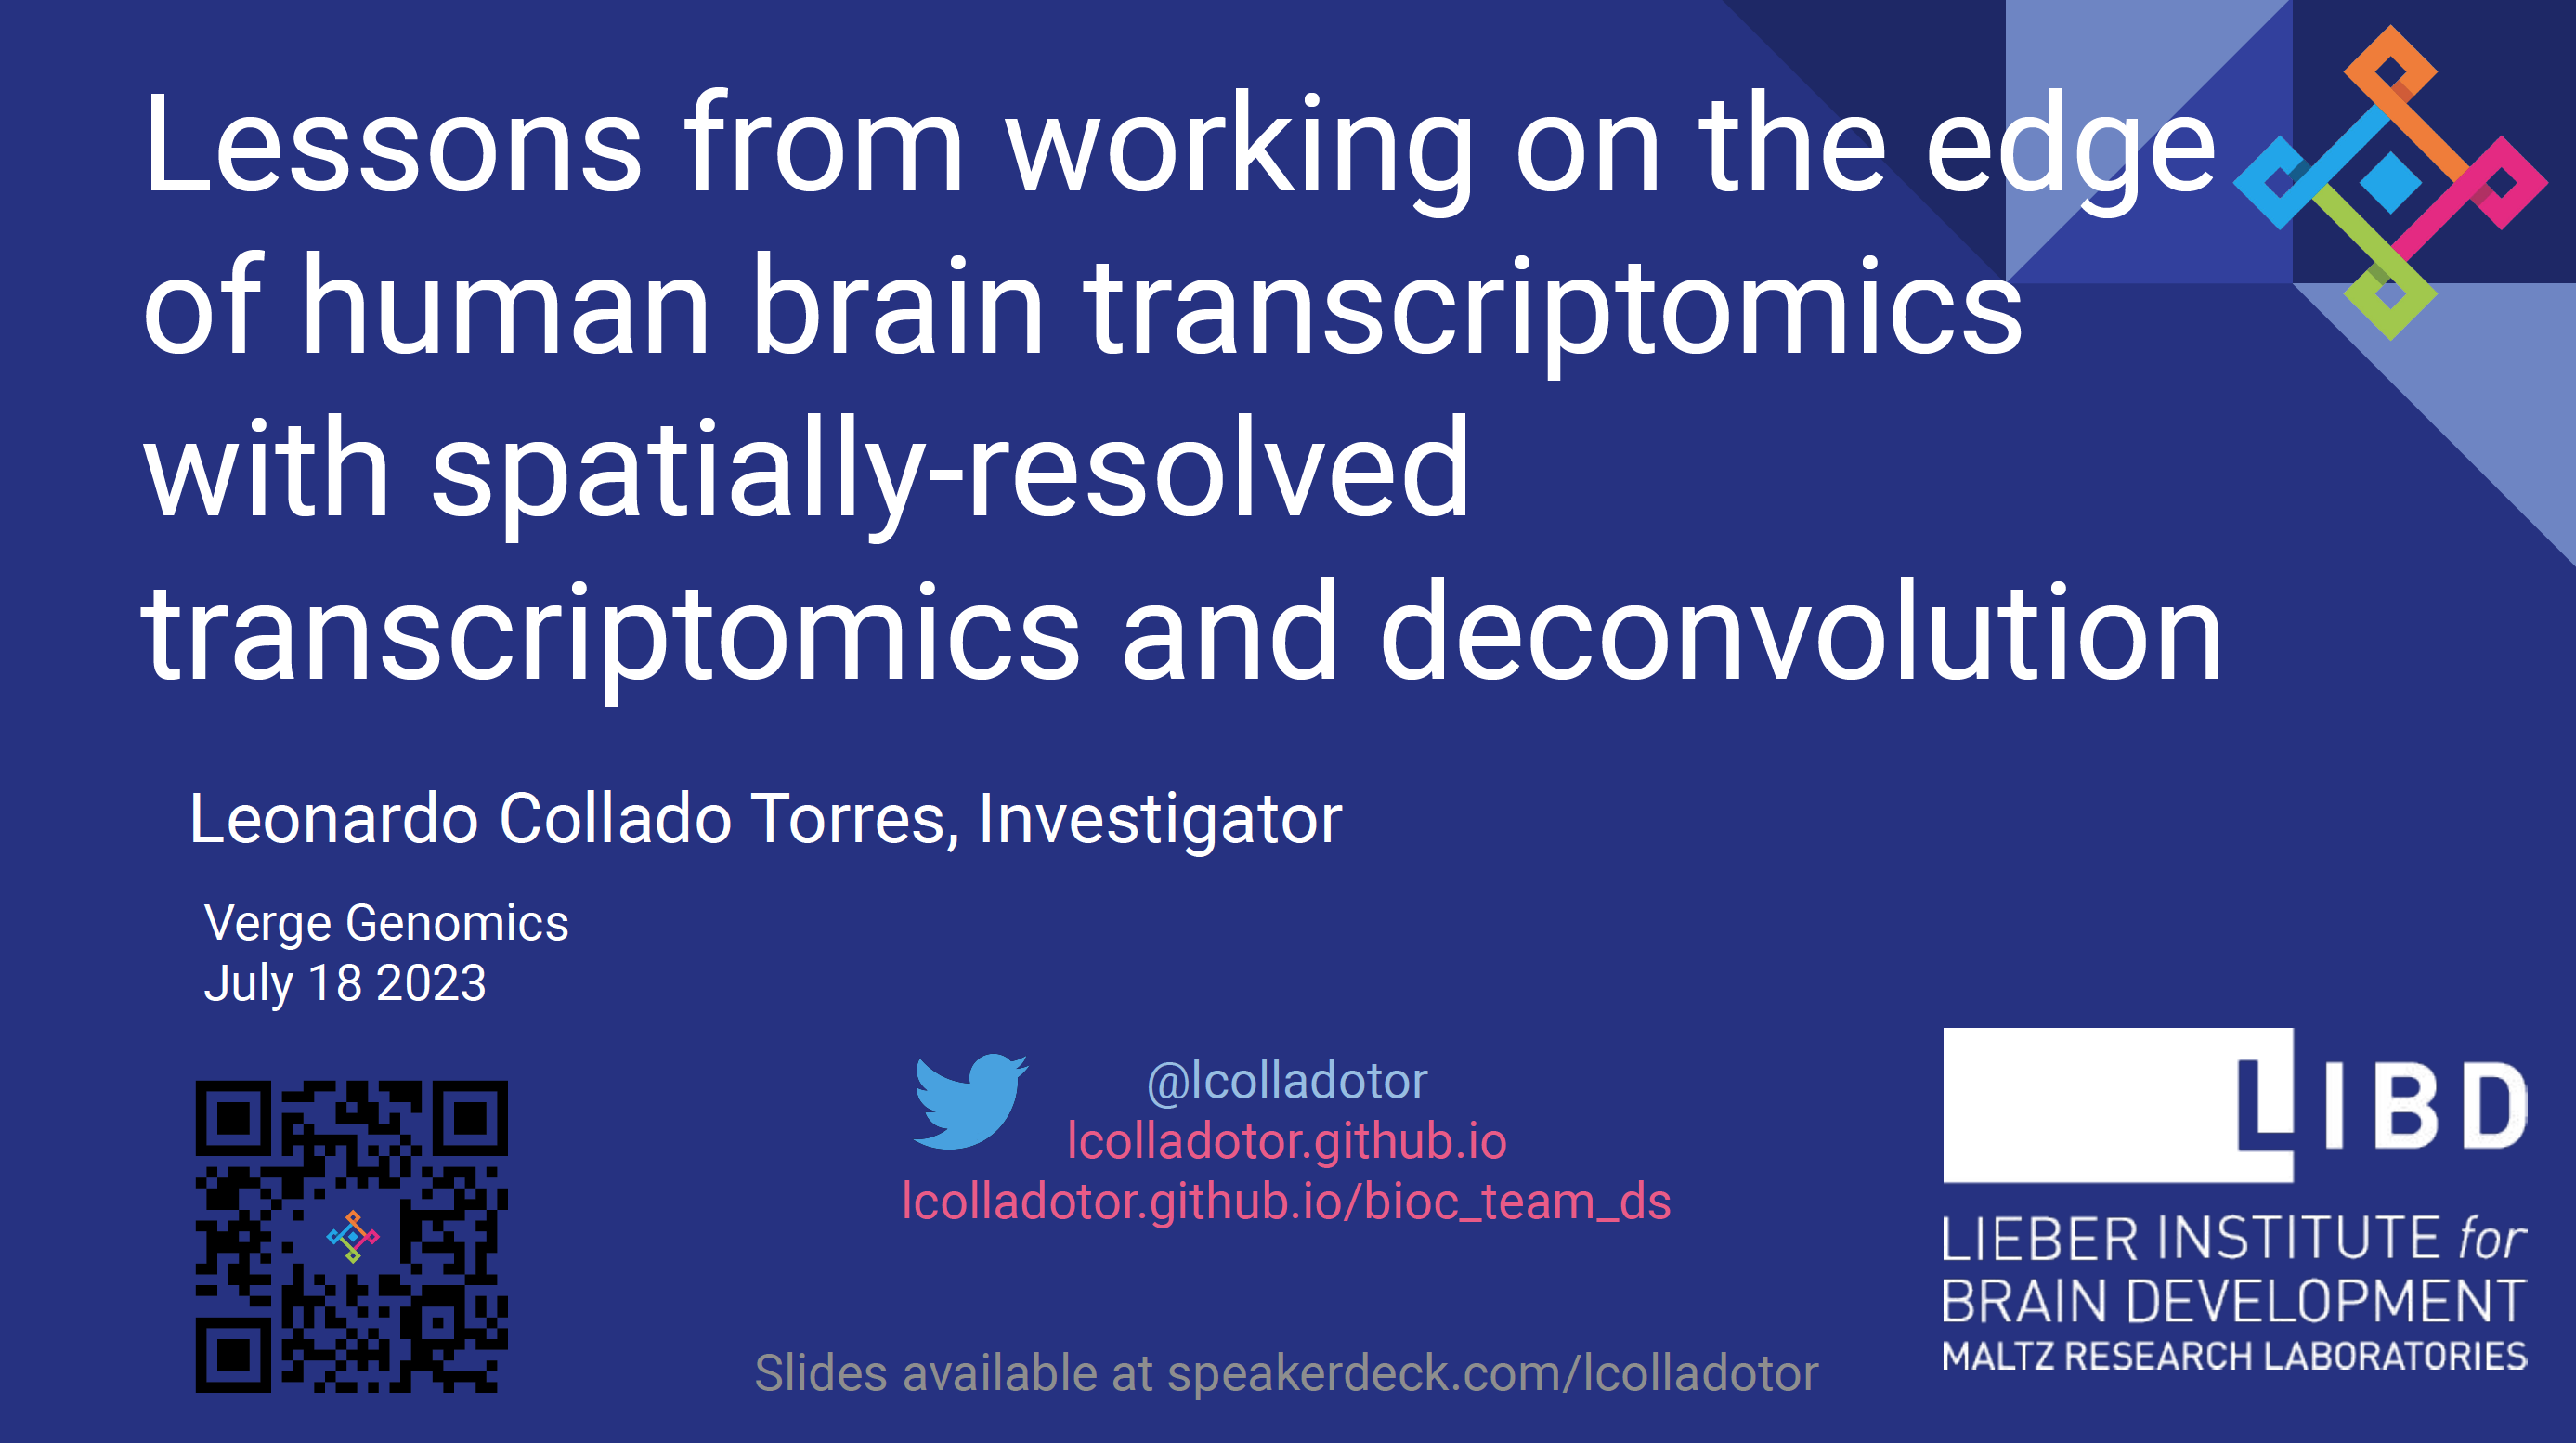 Lessons from working on the edge
of human brain transcriptomics
with spatially-resolved
transcriptomics and deconvolution
Leonardo Collado Torres, Investigator
Verge Genomics
July 18 2023
@lcolladotor
lcolladotor.github.io
lcolladotor.github.io/bioc_team_ds
Slides available at speakerdeck.com/lcolladotor
LIBD
LIEBER INSTITUTE for
BRAIN DEVELOPMENT
MALTZ RESEARCH LABORATORIES